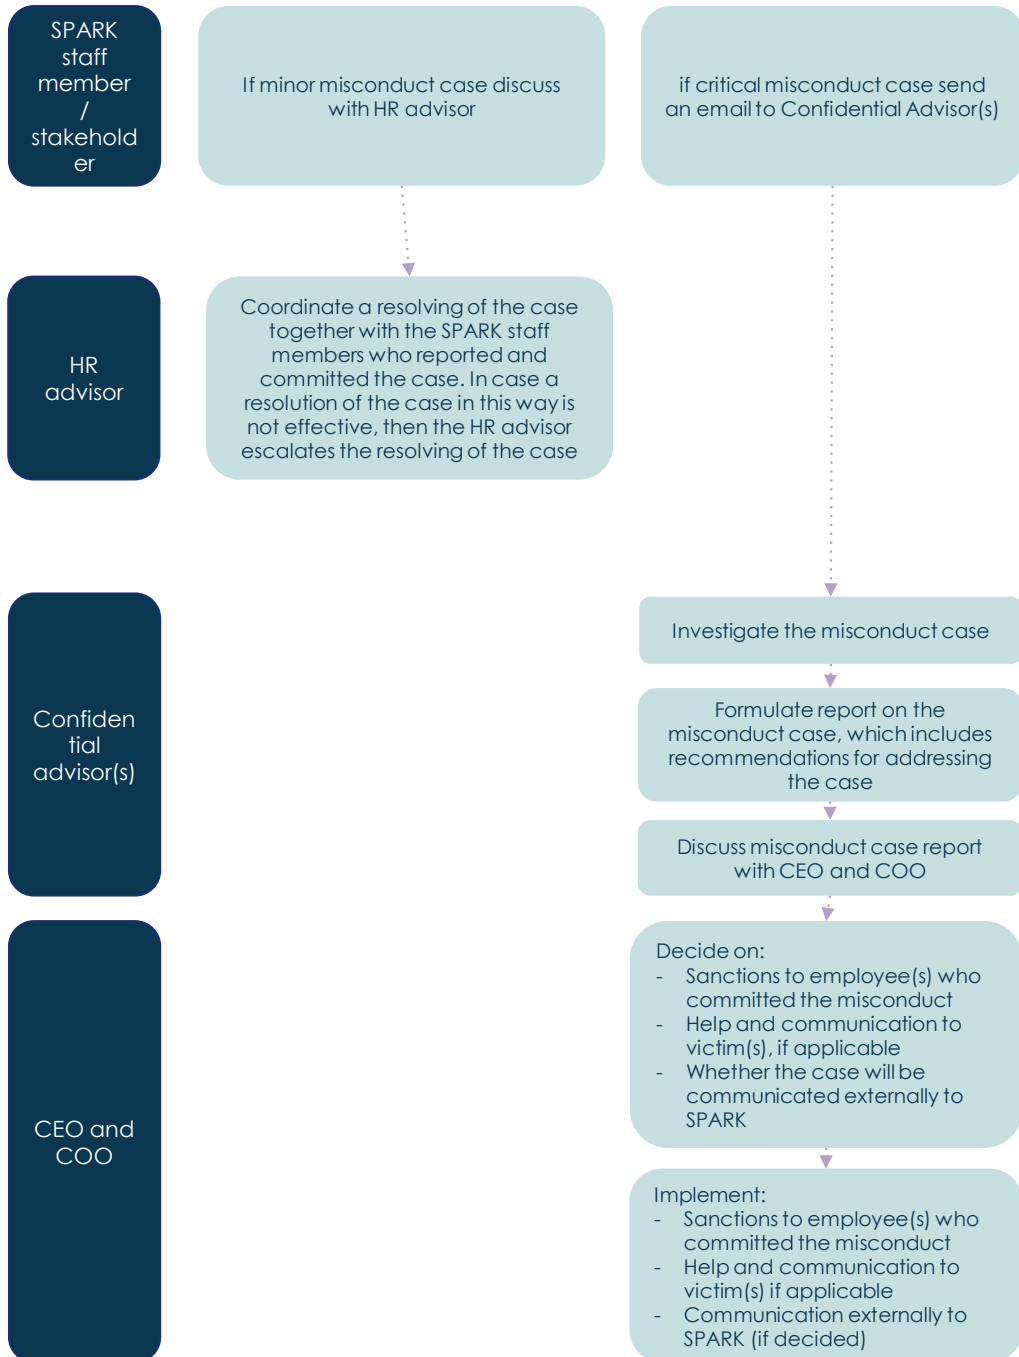 SPARK
staff
member
/
stakehold
er
If minor misconduct case discuss
with HR advisor
if critical misconduct case send
an email to Confidential Advisor(s)
HR
advisor
Coordinate a resolving of the case
together with the SPARK staff
members who reported and
committed the case. In case a
resolution of the case in this way is
not effective, then the HR advisor
escalates the resolving of the case
Confiden
tial
advisor(s)
Investigate the misconduct case
Formulate report on the
misconduct case, which includes
recommendations for addressing
the case
Discuss misconduct case report
with CEO and COO
CEO and
COO
Decide on:
- Sanctions to employee(s) who
committed the misconduct
- Help and communication to
victim(s), if applicable
- Whether the case will be
communicated externally to
SPARK
Implement:
- Sanctions to employee(s) who
committed the misconduct
- Help and communication to
victim(s) if applicable
- Communication externally to
SPARK (if decided)